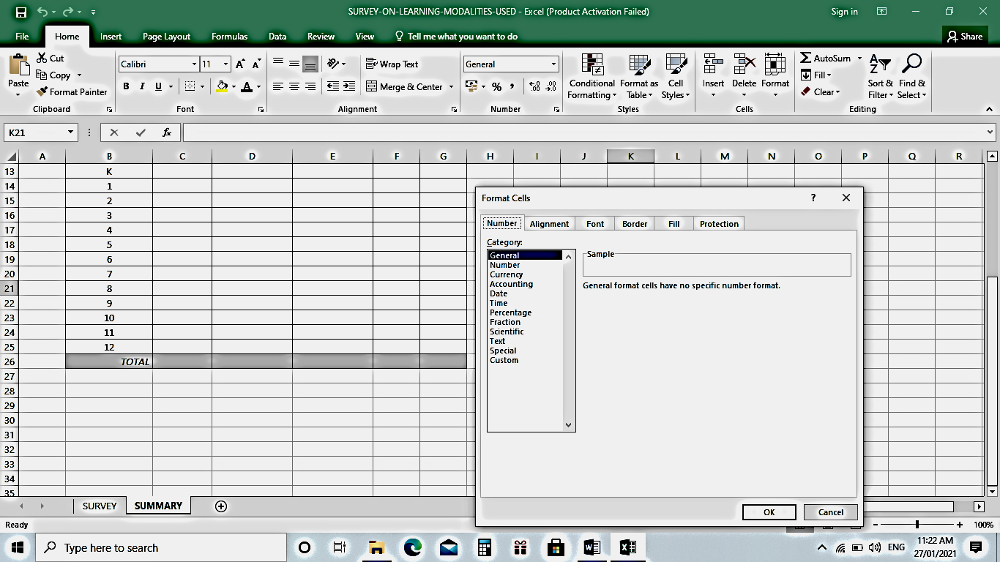 SURVEY-ON-LEARNING-MODALITIES-USED - Excel (Product Activation Failed)
Sign in
File Home Insert Page Layout Formulas Data Review View Tell me what you want to do Share
Paste
Cut
Copy
Format Painter
Clipboard
Calibri 11
B I U
Font
Wrap Text
Merge & Center
Alignment
General
%
Number
Conditional Formatting
Format as Table
Cell Styles
Styles
Insert Delete Format
Cells
AutoSum
Fill
Clear
Sort & Filter
Find & Select
Editing
K21
fx
A B C D E F G H I J K L M N O P Q R
13 K
14 1
15 2
16 3
17 4
18 5
19 6
20 7
21 8
22 9
23 10
24 11
25 12
26 TOTAL
27
28
29
30
31
32
33
34
35
Format Cells
?
Number Alignment Font Border Fill Protection
Category:
General
Number
Currency
Accounting
Date
Time
Percentage
Fraction
Scientific
Text
Special
Custom
Sample
General format cells have no specific number format.
OK Cancel
SURVEY SUMMARY
Ready
100%
Type here to search
ENG
11:22 AM
27/01/2021